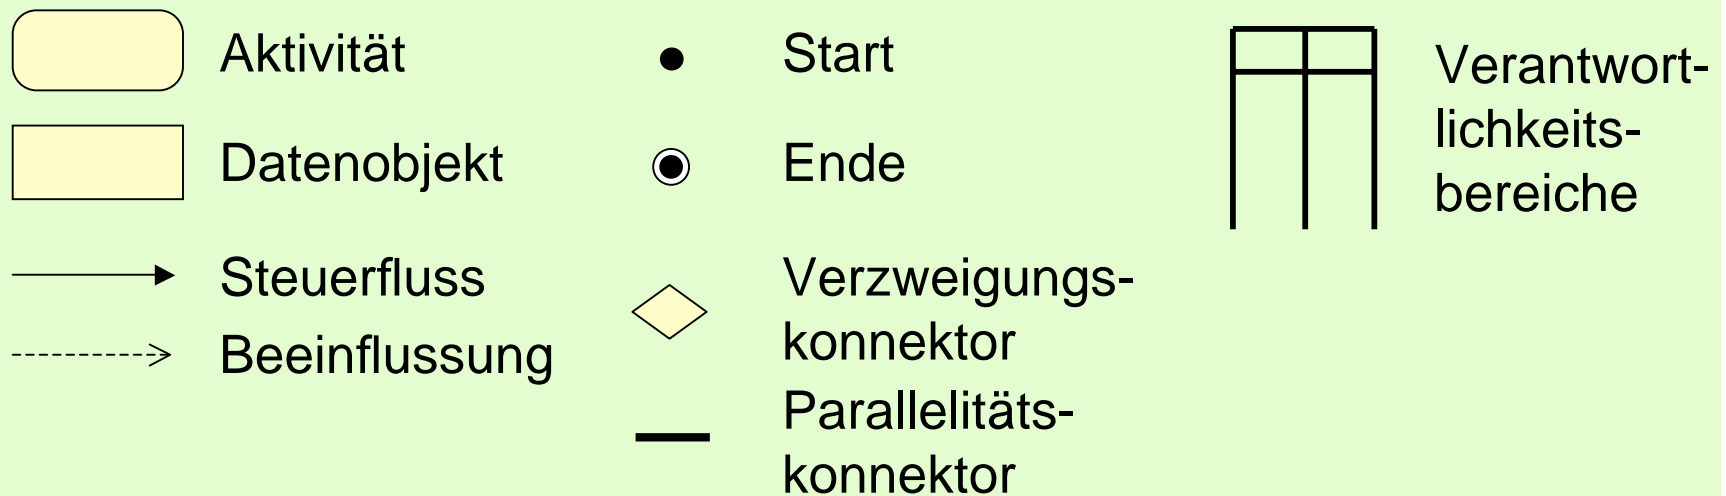 Aktivität
Datenobjekt
Steuerfluss
Beeinflussung
Start
Ende
Verzweigungs-
konnektor
Parallelitäts-
konnektor
Verantwort-
lichkeits-
bereiche